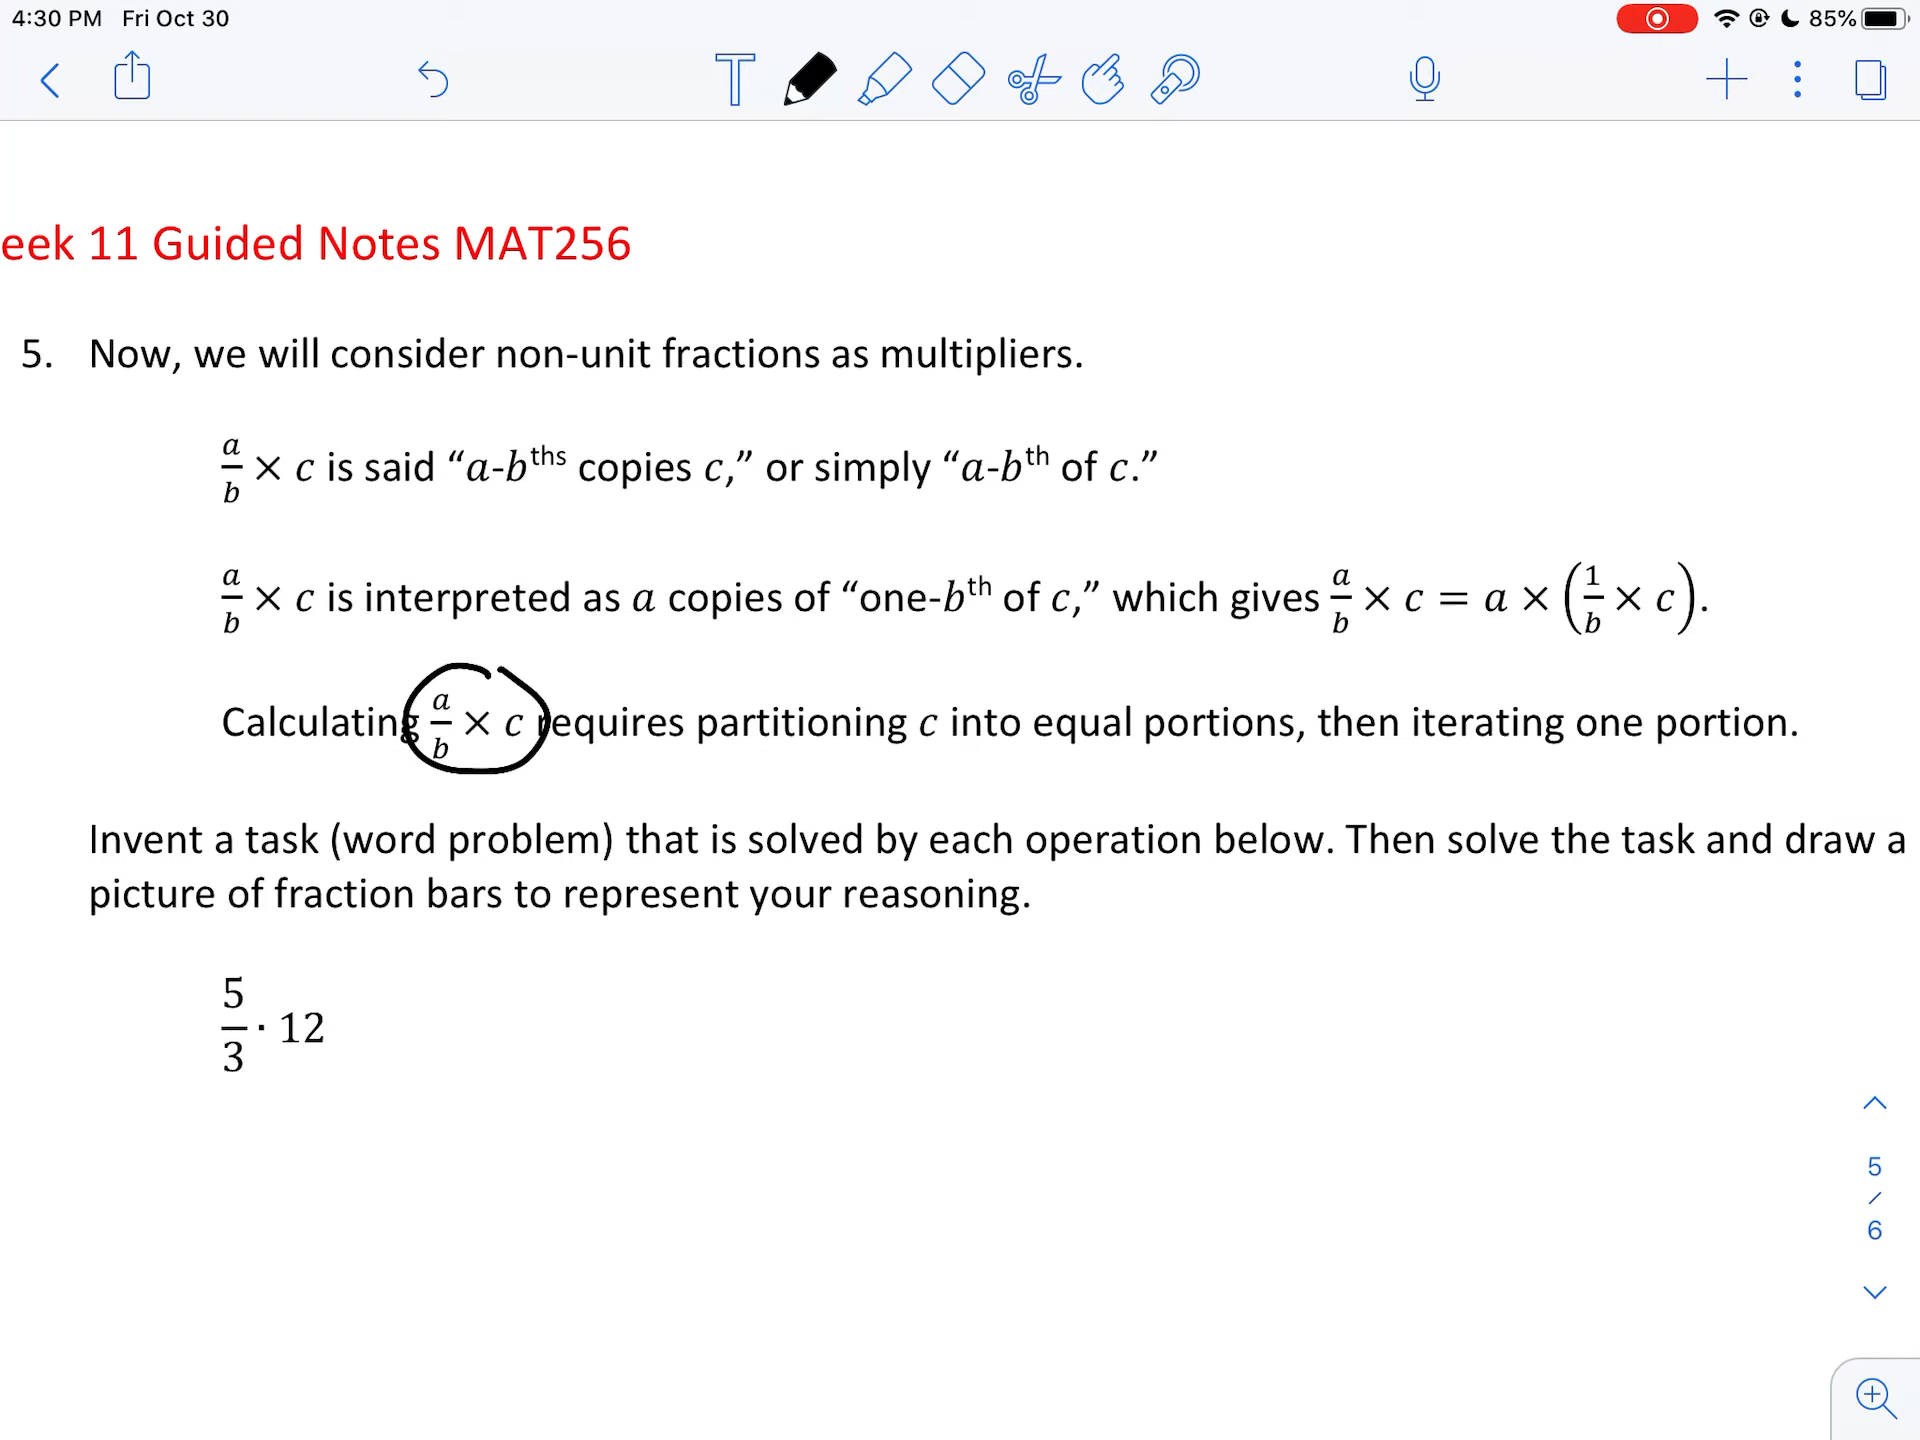 4:30 PM Fri Oct 30 85%
T
eek 11 Guided Notes MAT256
5. Now, we will consider non-unit fractions as multipliers.
a/b × c is said “a-bᵗʰˢ copies c,” or simply “a-bᵗʰ of c.”
a/b × c is interpreted as a copies of “one-bᵗʰ of c,” which gives a/b × c = a × (1/b × c).
Calculating a/b × c requires partitioning c into equal portions, then iterating one portion.
Invent a task (word problem) that is solved by each operation below. Then solve the task and draw a
picture of fraction bars to represent your reasoning.
5/3 · 12
5
/
6